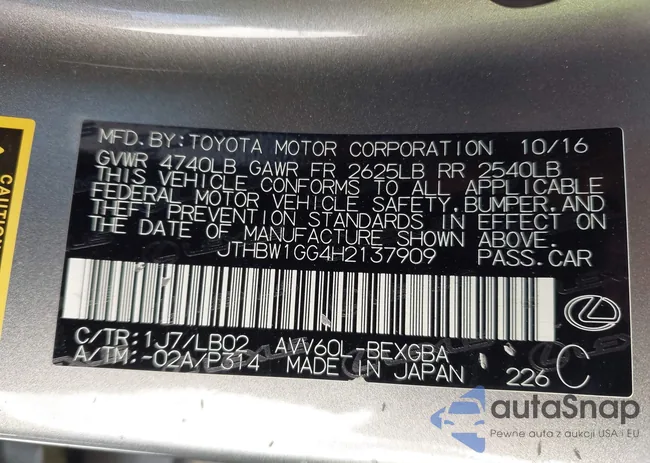 MFD.BY:TOYOTA MOTOR CORPORATION 10/16
GVWR 4740LB GAWR FR 2625LB RR 2540LB
THIS VEHICLE CONFORMS TO ALL APPLICABLE
FEDERAL MOTOR VEHICLE SAFETY,BUMPER,AND
THEFT PREVENTION STANDARDS IN EFFECT ON
THE DATE OF MANUFACTURE SHOWN ABOVE.
JTHBW1GG4H2137909 PASS.CAR
C/TR:1J7/LB02 AVV60L-BEXGBA
A/TM:-02A/P314 MADE IN JAPAN 226 C
CAUTION
autaSnap
Pewne auta z aukcji USA i EU